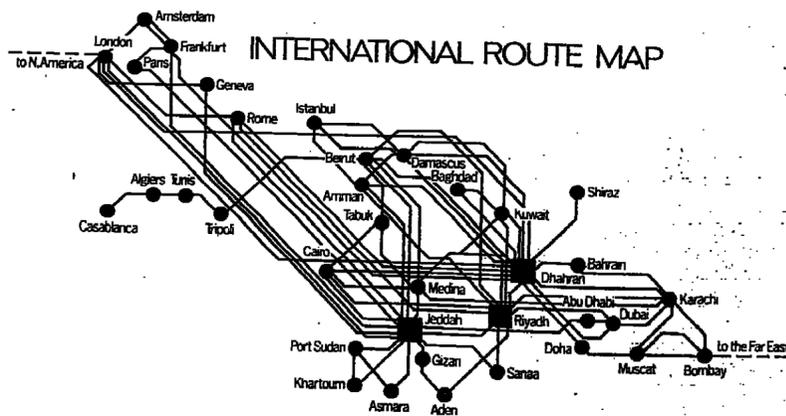 Amsterdam
London
Frankfurt
INTERNATIONAL ROUTE MAP
to N. America
Paris
Geneva
Istanbul
Rome
Beirut
Damascus
Baghdad
Algiers
Tunis
Amman
Shiraz
Casablanca
Tripoli
Tabuk
Kuwait
Cairo
Bahrain
Dhahran
Medina
Abu Dhabi
Karachi
Jeddah
Riyadh
Dubai
Port Sudan
Doha
to the Far East
Gizan
Muscat
Bombay
Khartoum
Sanaa
Asmara
Aden